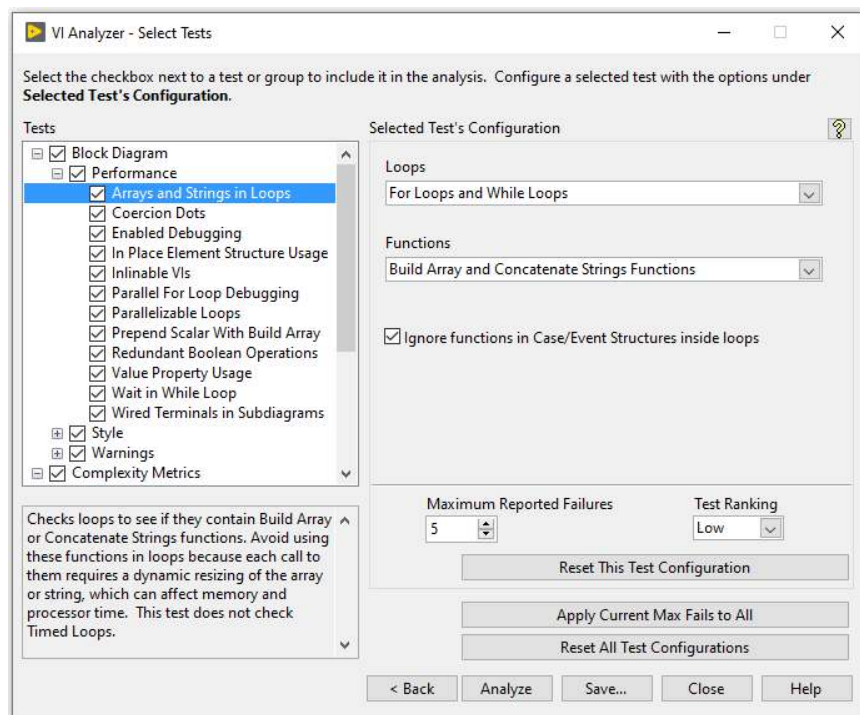 VI Analyzer - Select Tests
Select the checkbox next to a test or group to include it in the analysis. Configure a selected test with the options under
Selected Test's Configuration.
Tests
Block Diagram
Performance
Arrays and Strings in Loops
Coercion Dots
Enabled Debugging
In Place Element Structure Usage
Inlinable VIs
Parallel For Loop Debugging
Parallelizable Loops
Prepend Scalar With Build Array
Redundant Boolean Operations
Value Property Usage
Wait in While Loop
Wired Terminals in Subdiagrams
Style
Warnings
Complexity Metrics
Checks loops to see if they contain Build Array
or Concatenate Strings functions. Avoid using
these functions in loops because each call to
them requires a dynamic resizing of the array
or string, which can affect memory and
processor time. This test does not check
Timed Loops.
Selected Test's Configuration
?
Loops
For Loops and While Loops
Functions
Build Array and Concatenate Strings Functions
Ignore functions in Case/Event Structures inside loops
Maximum Reported Failures
5
Test Ranking
Low
Reset This Test Configuration
Apply Current Max Fails to All
Reset All Test Configurations
< Back
Analyze
Save...
Close
Help